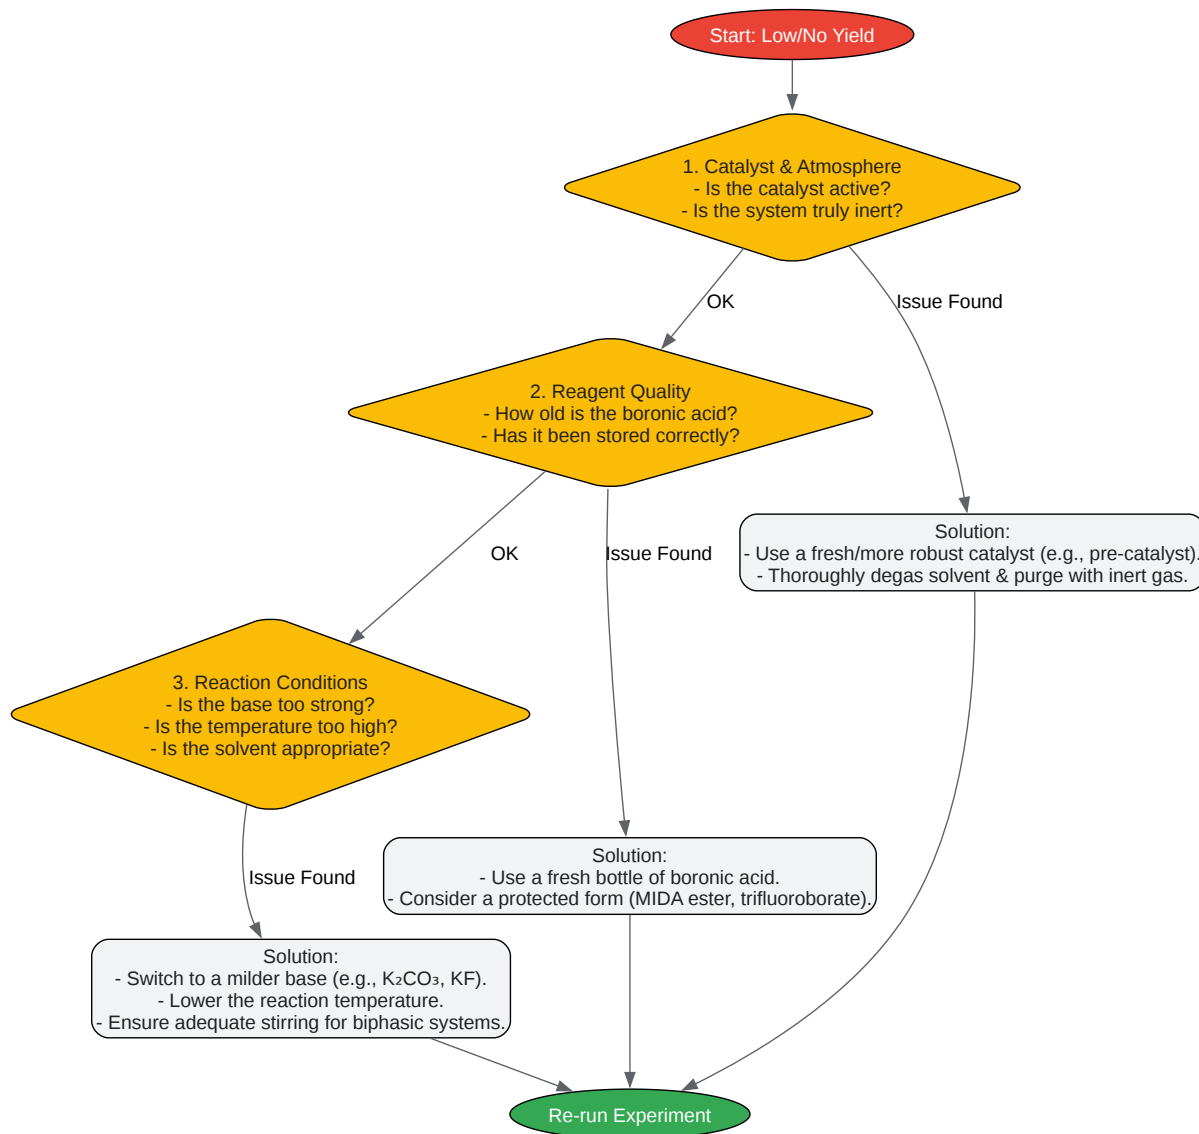 Start: Low/No Yield
1. Catalyst & Atmosphere
- Is the catalyst active?
- Is the system truly inert?
OK
Issue Found
2. Reagent Quality
- How old is the boronic acid?
- Has it been stored correctly?
OK
Issue Found
Solution:
- Use a fresh/more robust catalyst (e.g., pre-catalyst).
- Thoroughly degas solvent & purge with inert gas.
3. Reaction Conditions
- Is the base too strong?
- Is the temperature too high?
- Is the solvent appropriate?
Issue Found
Solution:
- Use a fresh bottle of boronic acid.
- Consider a protected form (MIDA ester, trifluoroborate).
Solution:
- Switch to a milder base (e.g., K₂CO₃, KF).
- Lower the reaction temperature.
- Ensure adequate stirring for biphasic systems.
Re-run Experiment